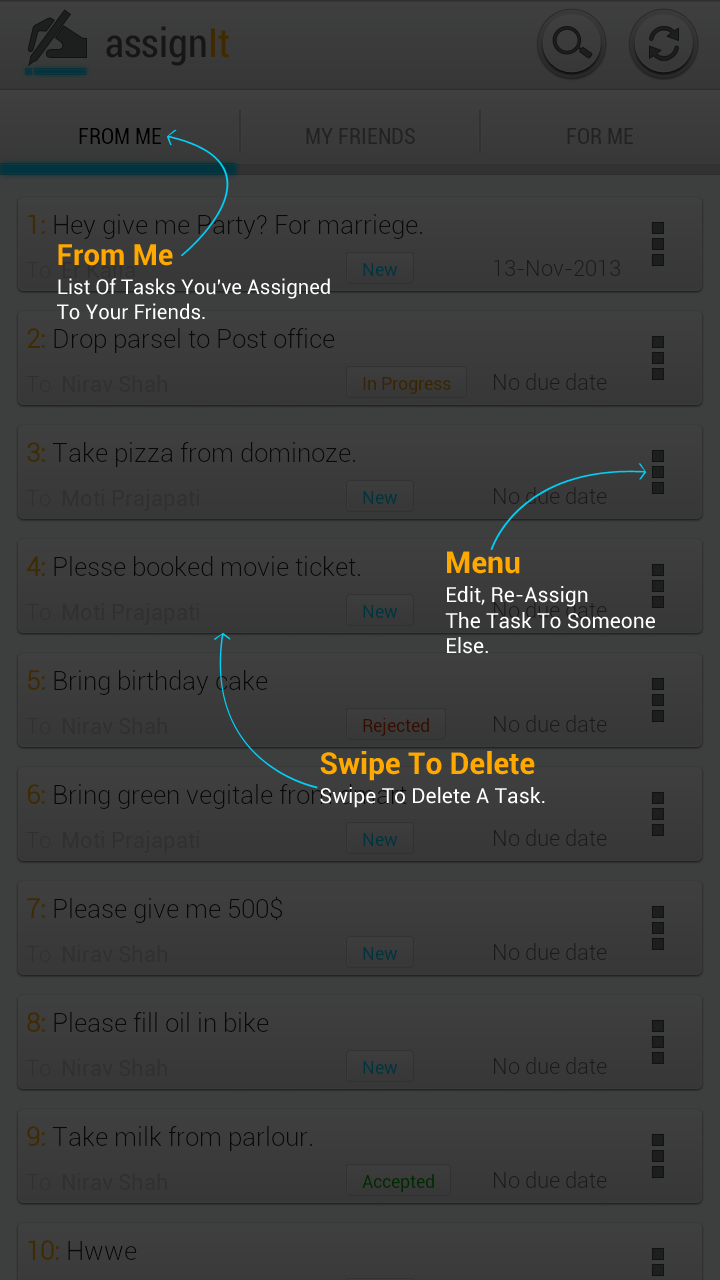 assignIt
FROM ME
MY FRIENDS
FOR ME
1: Hey give me Party? For marriege.
To
New
13-Nov-2013
From Me
List Of Tasks You've Assigned
To Your Friends.
2: Drop parsel to Post office
To Nirav Shah
In Progress
No due date
3: Take pizza from dominoze.
To Moti Prajapati
New
No due date
4: Plesse booked movie ticket.
To Moti Prajapati
New
No due date
Menu
Edit, Re-Assign
The Task To Someone
Else.
5: Bring birthday cake
To Nirav Shah
Rejected
No due date
Swipe To Delete
Swipe To Delete A Task.
6: Bring green vegitale from
To Moti Prajapati
New
No due date
7: Please give me 500$
To Nirav Shah
New
No due date
8: Please fill oil in bike
To Nirav Shah
New
No due date
9: Take milk from parlour.
To Nirav Shah
Accepted
No due date
10: Hwwe